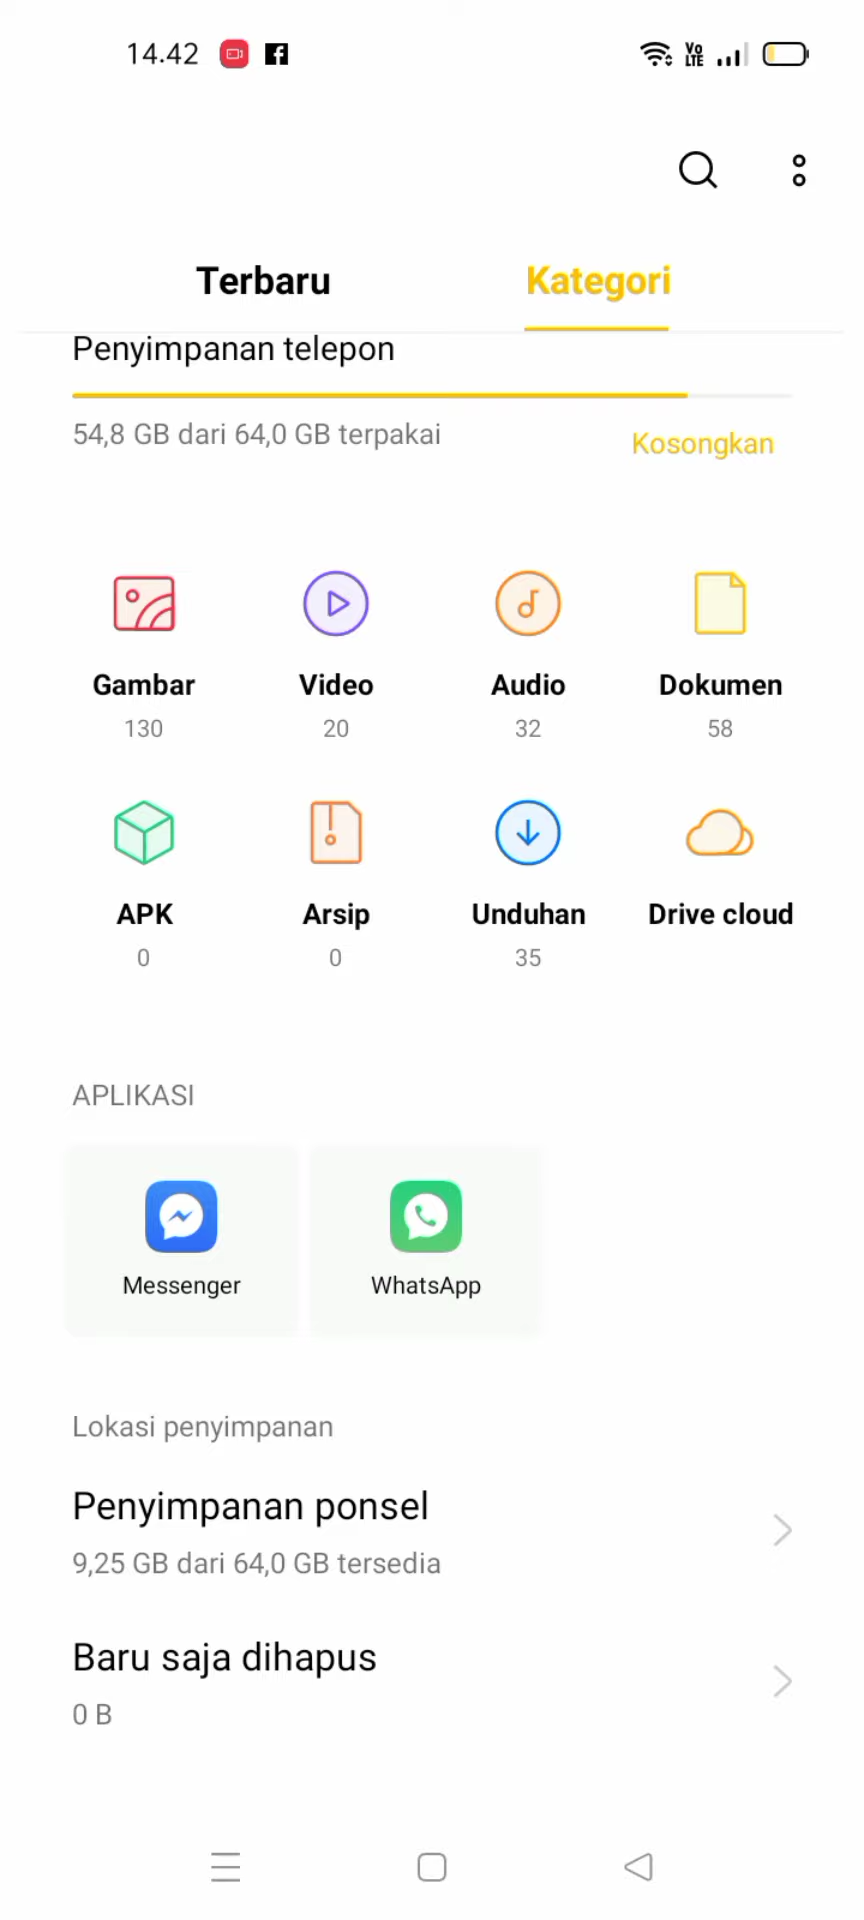 14.42
Vo
LTE
Terbaru
Kategori
Penyimpanan telepon
54,8 GB dari 64,0 GB terpakai
Kosongkan
Gambar
Video
Audio
Dokumen
130
20
32
58
APK
Arsip
Unduhan
Drive cloud
0
0
35
APLIKASI
Messenger
WhatsApp
Lokasi penyimpanan
Penyimpanan ponsel
9,25 GB dari 64,0 GB tersedia
Baru saja dihapus
0 B